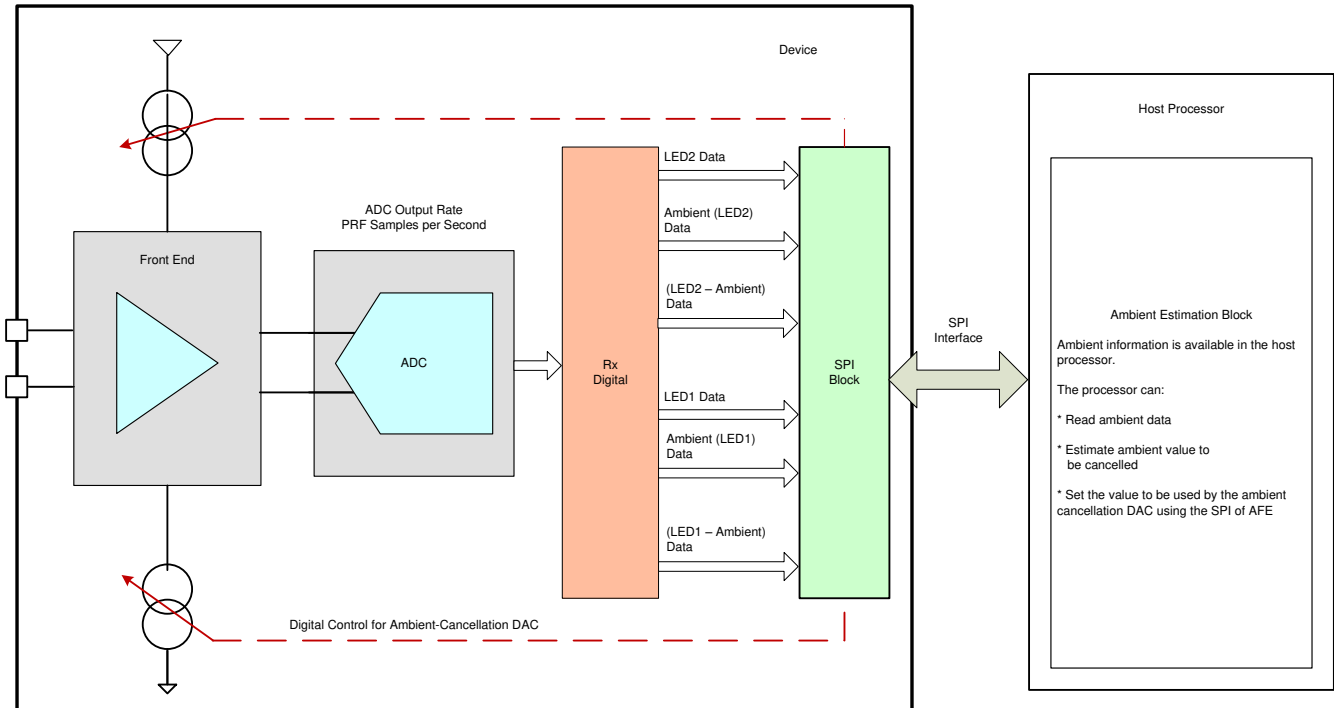 Device
Host Processor
ADC Output Rate
PRF Samples per Second
Front End
ADC
Rx
Digital
LED2 Data
Ambient (LED2)
Data
(LED2 – Ambient)
Data
LED1 Data
Ambient (LED1)
Data
(LED1 – Ambient)
Data
SPI
Block
SPI
Interface
Ambient Estimation Block
Ambient information is available in the host
processor.
The processor can:
* Read ambient data
* Estimate ambient value to
be cancelled
* Set the value to be used by the ambient
cancellation DAC using the SPI of AFE
Digital Control for Ambient-Cancellation DAC